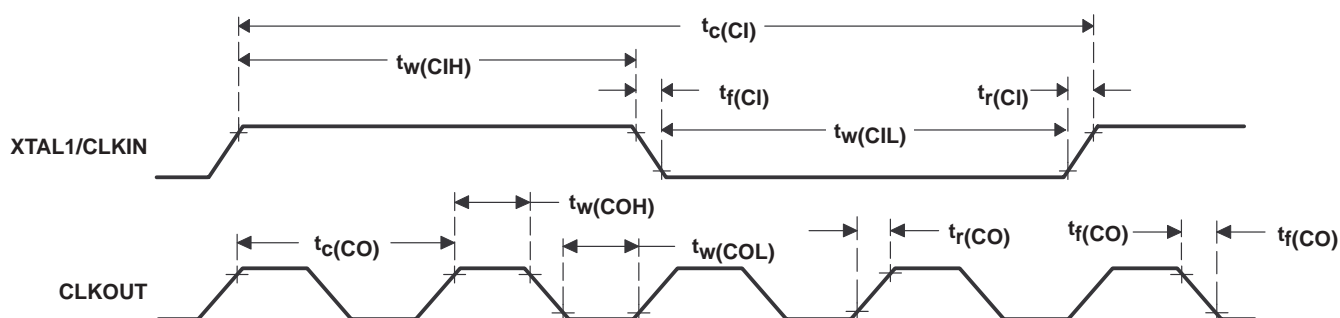 tc(CI)
tw(CIH)
tf(CI)
tr(CI)
XTAL1/CLKIN
tw(CIL)
tw(COH)
tc(CO)
tw(COL)
tr(CO)
tf(CO)
tf(CO)
CLKOUT